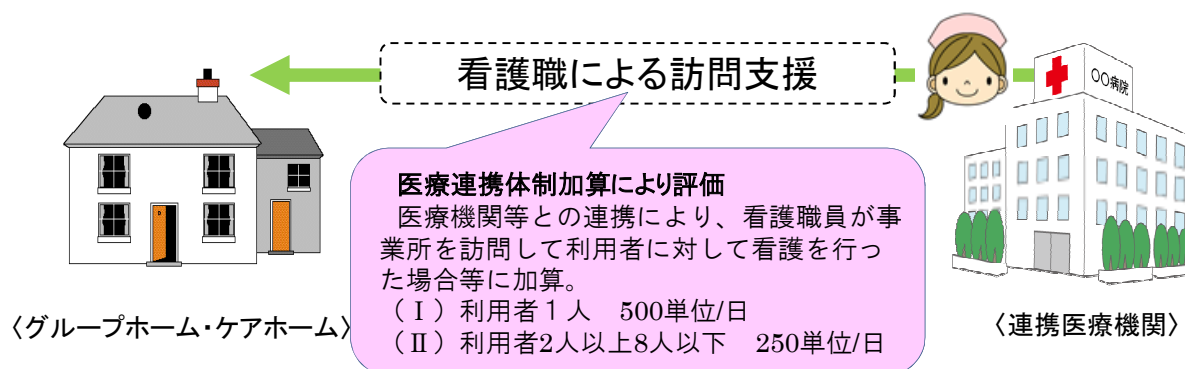 看護職による訪問支援
〇〇病院
医療連携体制加算により評価
医療機関等との連携により、看護職員が事
業所を訪問して利用者に対して看護を行っ
た場合等に加算。
（Ⅰ）利用者１人　500単位/日
（Ⅱ）利用者2人以上8人以下　250単位/日
〈グループホーム・ケアホーム〉
〈連携医療機関〉